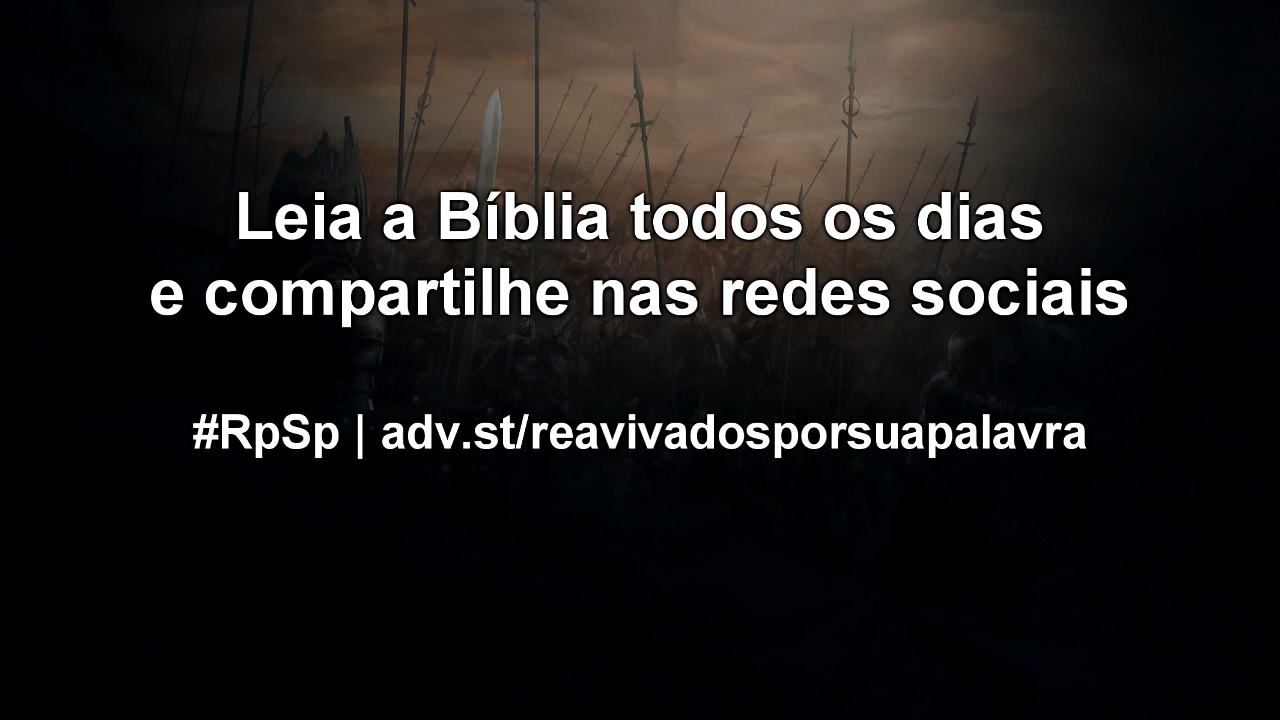 Leia a Bíblia todos os dias
e compartilhe nas redes sociais
#RpSp | adv.st/reavivadosporsuapalavra